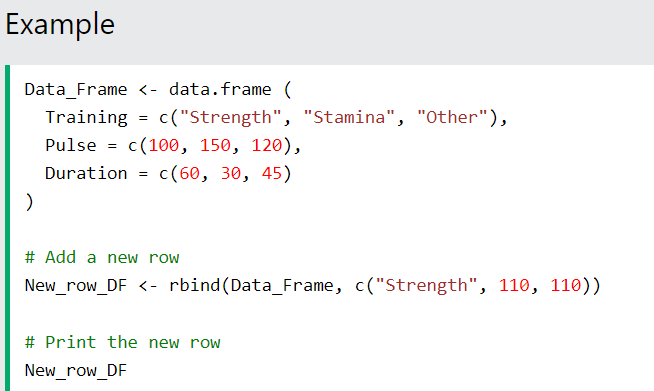 Example
Data_Frame <- data.frame (
  Training = c("Strength", "Stamina", "Other"),
  Pulse = c(100, 150, 120),
  Duration = c(60, 30, 45)
)
# Add a new row
New_row_DF <- rbind(Data_Frame, c("Strength", 110, 110))
# Print the new row
New_row_DF